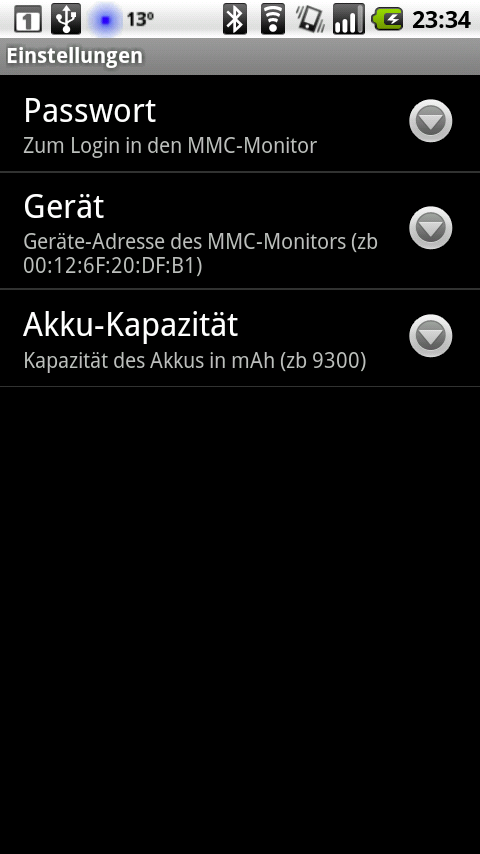 1 13° 23:34
Einstellungen
Passwort
Zum Login in den MMC-Monitor
Gerät
Geräte-Adresse des MMC-Monitors (zb
00:12:6F:20:DF:B1)
Akku-Kapazität
Kapazität des Akkus in mAh (zb 9300)